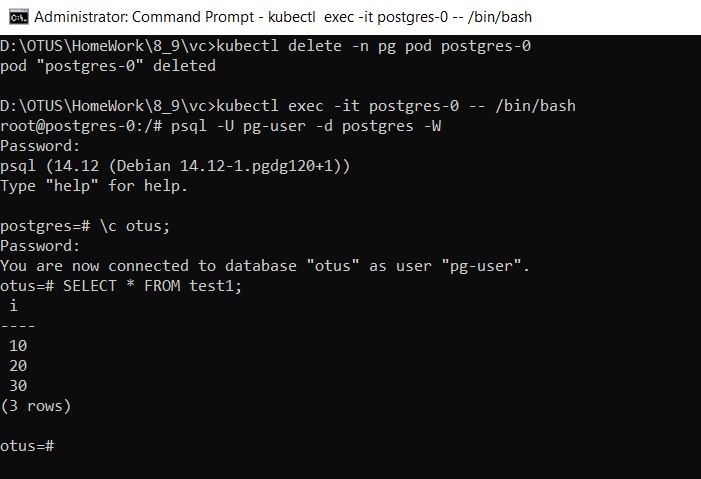 Administrator: Command Prompt - kubectl  exec -it postgres-0 -- /bin/bash
D:\OTUS\HomeWork\8_9\vc>kubectl delete -n pg pod postgres-0
pod "postgres-0" deleted
D:\OTUS\HomeWork\8_9\vc>kubectl exec -it postgres-0 -- /bin/bash
root@postgres-0:/# psql -U pg-user -d postgres -W
Password:
psql (14.12 (Debian 14.12-1.pgdg120+1))
Type "help" for help.
postgres=# \c otus;
Password:
You are now connected to database "otus" as user "pg-user".
otus=# SELECT * FROM test1;
 i
----
 10
 20
 30
(3 rows)
otus=#